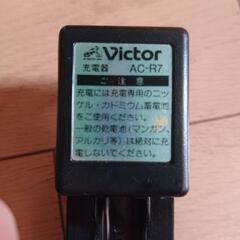 Victor
充電器 AC-R7
ご注意
充電には充電専用のニッ
ケル・カドミウム蓄電池
をご使用ください。
一般の乾電池(マンガン、
アルカリ等)は絶対に充
電しないでください。